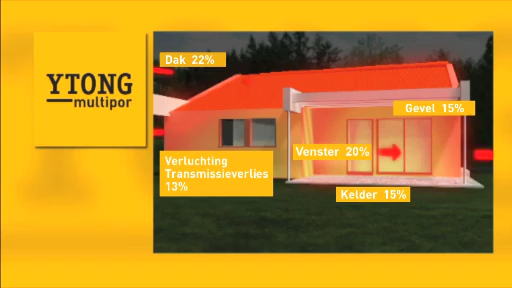 YTONG
multipor
Dak 22%
Gevel 15%
Venster 20%
Verluchting
Transmissieverlies
13%
Kelder 15%